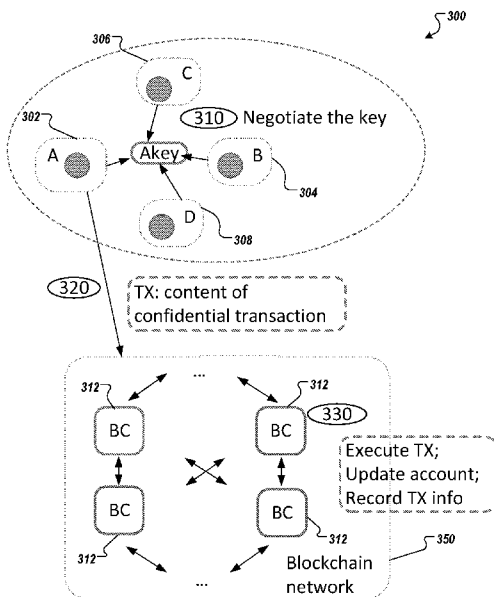 300
306
C
302
310 Negotiate the key
A
Akey
B
304
D
308
320
TX: content of
confidential transaction
312
...
312
330
BC
BC
Execute TX;
Update account;
Record TX info
BC
BC
312
312
350
Blockchain
network
...